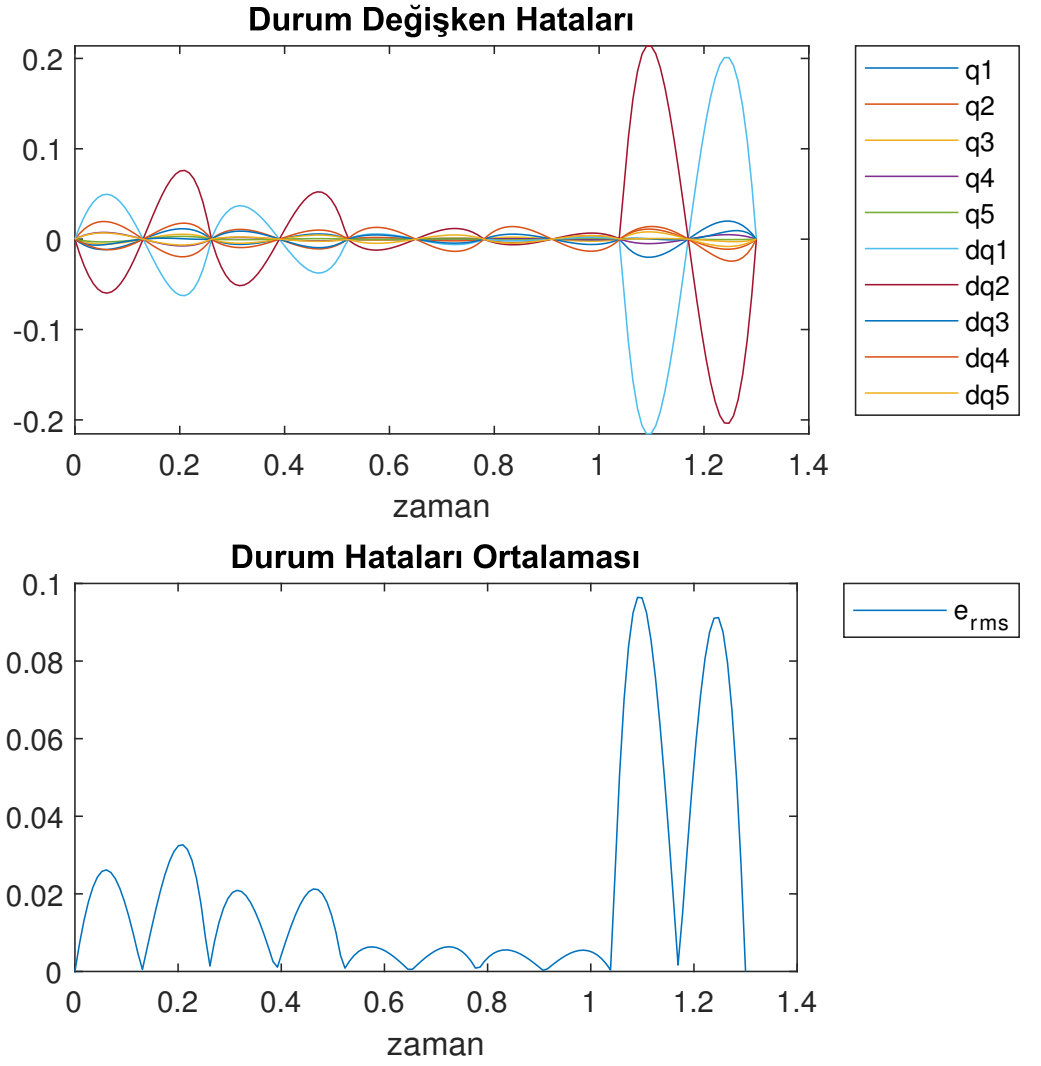 Durum Değişken Hataları
0.2
0.1
0
-0.1
-0.2
0 0.2 0.4 0.6 0.8 1 1.2 1.4
zaman
q1
q2
q3
q4
q5
dq1
dq2
dq3
dq4
dq5
Durum Hataları Ortalaması
0.1
0.08
0.06
0.04
0.02
0
0 0.2 0.4 0.6 0.8 1 1.2 1.4
zaman
e_rms